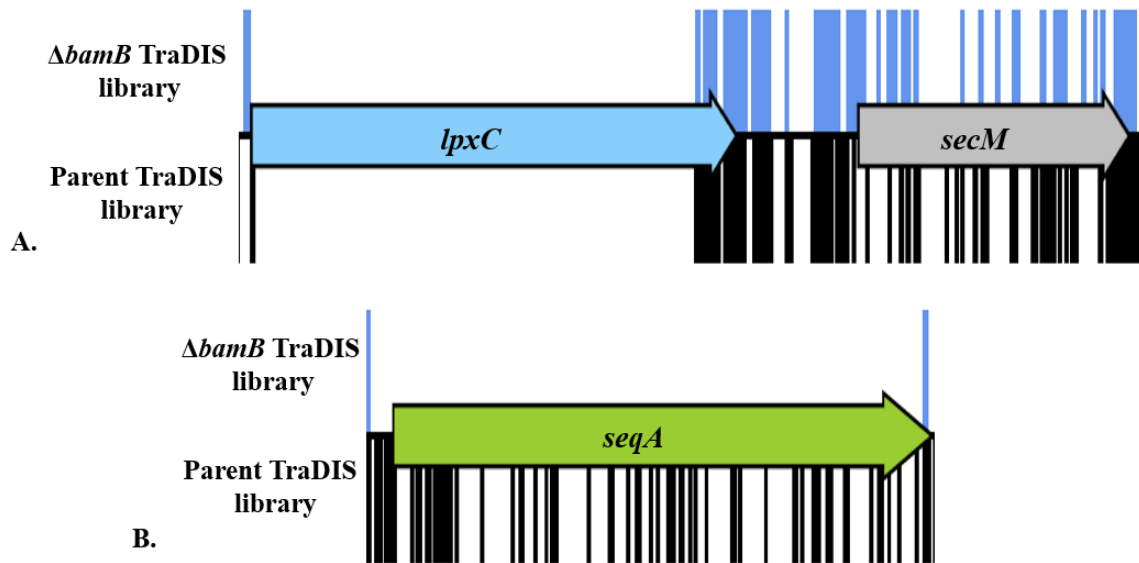 ΔbamB TraDIS
library
lpxC
secM
Parent TraDIS
library
A.
ΔbamB TraDIS
library
seqA
Parent TraDIS
library
B.